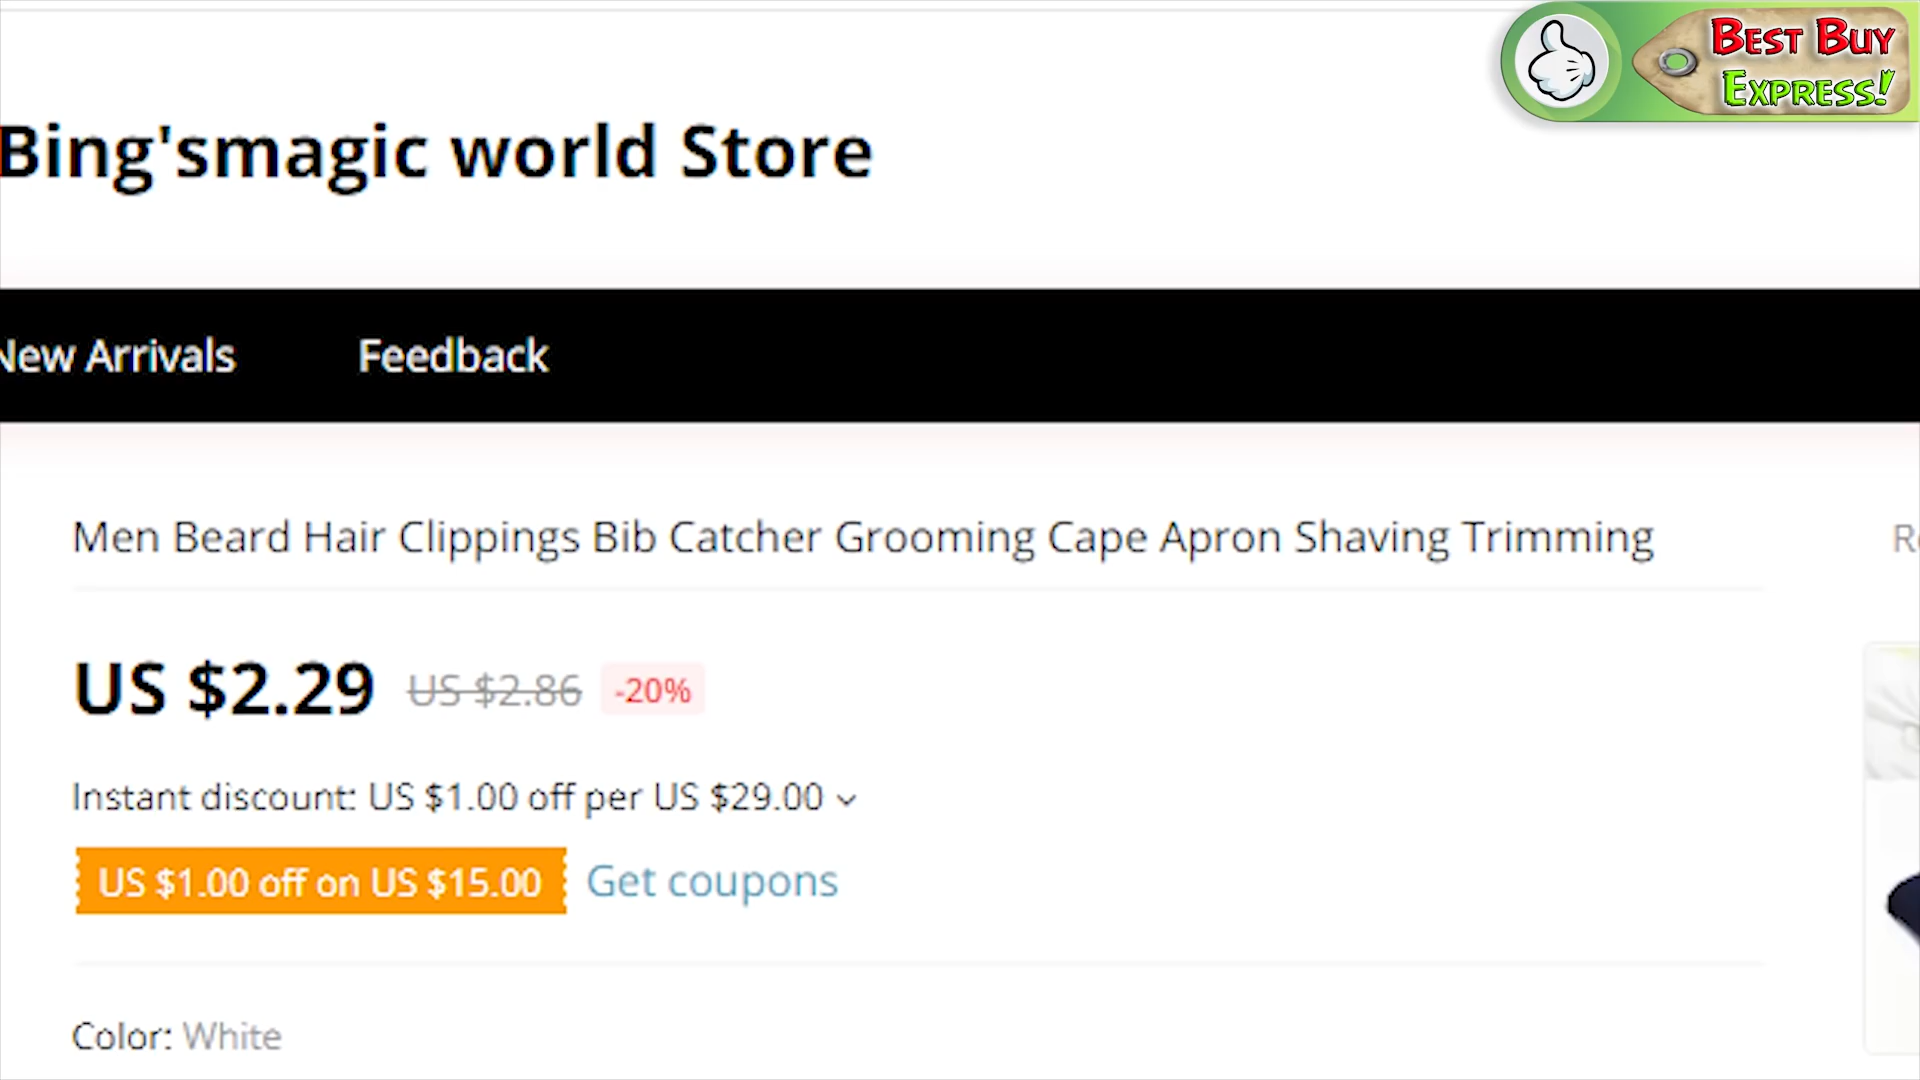 BEST BUY
EXPRESS!
Bing'smagic world Store
New Arrivals Feedback
Men Beard Hair Clippings Bib Catcher Grooming Cape Apron Shaving Trimming
US $2.29 US $2.86 -20%
Instant discount: US $1.00 off per US $29.00
US $1.00 off on US $15.00 Get coupons
Color: White